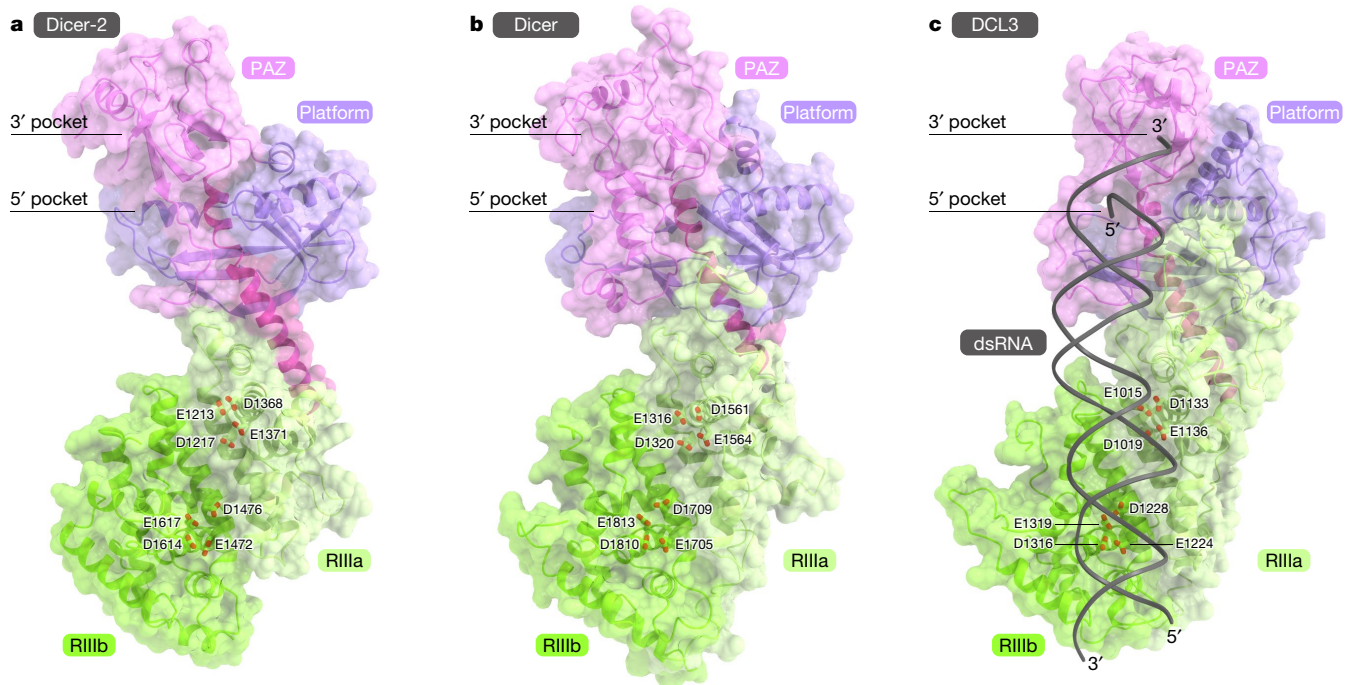 a Dicer-2
PAZ
Platform
3′ pocket
5′ pocket
E1213
D1368
D1217
E1371
D1476
E1617
D1614
E1472
RIIIa
RIIIb
b Dicer
PAZ
Platform
3′ pocket
5′ pocket
E1316
D1561
D1320
E1564
D1709
E1813
D1810
E1705
RIIIa
RIIIb
c DCL3
PAZ
Platform
3′ pocket
3′
5′ pocket
5′
dsRNA
E1015
D1133
D1019
E1136
D1228
E1319
D1316
E1224
RIIIa
RIIIb
5′
3′